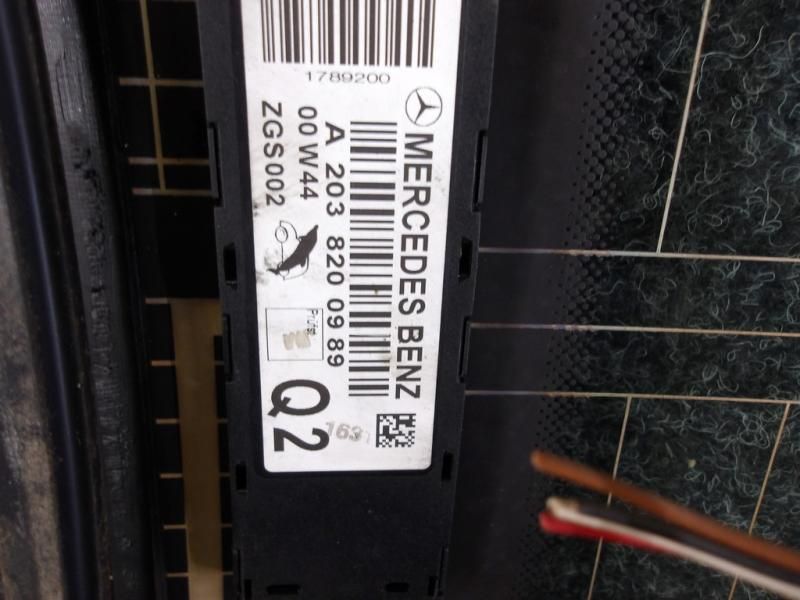 1789200
MERCEDES BENZ
A 203 820 09 89
00 W44
ZGS002
Q2
163